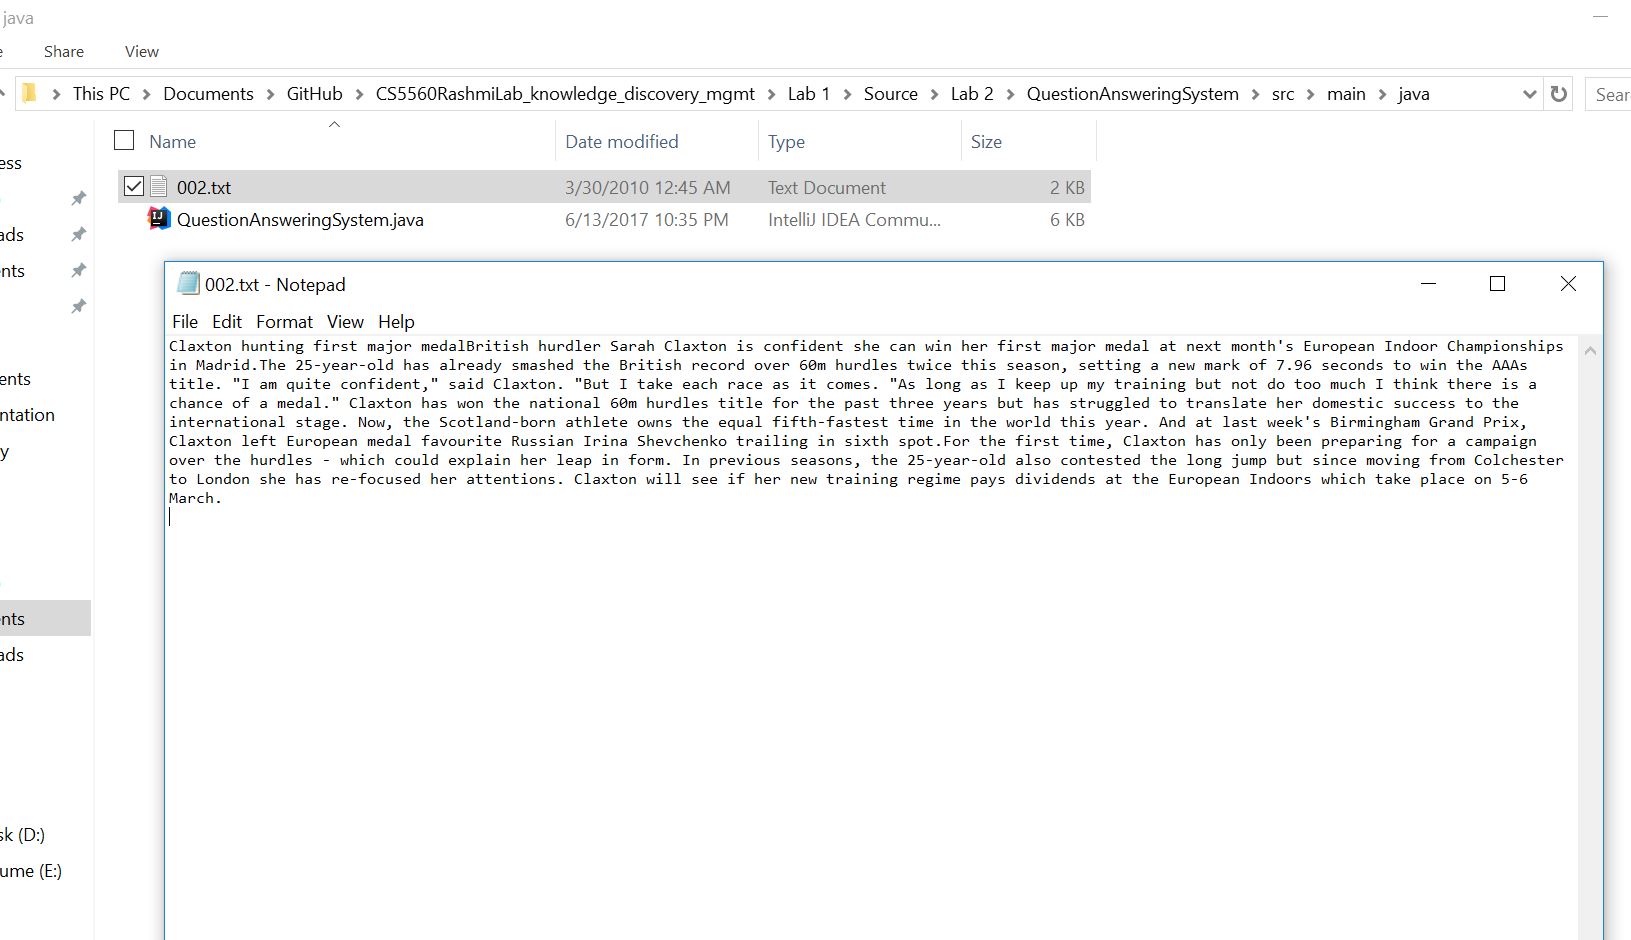 java
Share View
This PC > Documents > GitHub > CS5560RashmiLab_knowledge_discovery_mgmt > Lab 1 > Source > Lab 2 > QuestionAnsweringSystem > src > main > java
Sear
Name Date modified Type Size
002.txt 3/30/2010 12:45 AM Text Document 2 KB
QuestionAnsweringSystem.java 6/13/2017 10:35 PM IntelliJ IDEA Commu... 6 KB
ess
ads
ents
ents
ntation
y
ents
ads
sk (D:)
ume (E:)
002.txt - Notepad
File Edit Format View Help
Claxton hunting first major medalBritish hurdler Sarah Claxton is confident she can win her first major medal at next month's European Indoor Championships
in Madrid.The 25-year-old has already smashed the British record over 60m hurdles twice this season, setting a new mark of 7.96 seconds to win the AAAs
title. "I am quite confident," said Claxton. "But I take each race as it comes. "As long as I keep up my training but not do too much I think there is a
chance of a medal." Claxton has won the national 60m hurdles title for the past three years but has struggled to translate her domestic success to the
international stage. Now, the Scotland-born athlete owns the equal fifth-fastest time in the world this year. And at last week's Birmingham Grand Prix,
Claxton left European medal favourite Russian Irina Shevchenko trailing in sixth spot.For the first time, Claxton has only been preparing for a campaign
over the hurdles - which could explain her leap in form. In previous seasons, the 25-year-old also contested the long jump but since moving from Colchester
to London she has re-focused her attentions. Claxton will see if her new training regime pays dividends at the European Indoors which take place on 5-6
March.